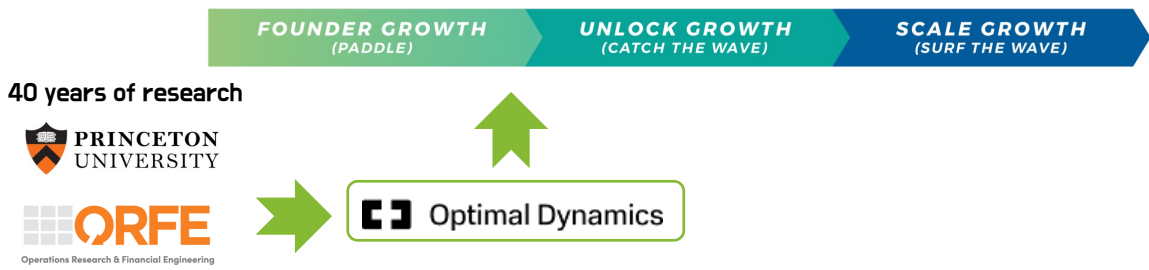 FOUNDER GROWTH
(PADDLE)
UNLOCK GROWTH
(CATCH THE WAVE)
SCALE GROWTH
(SURF THE WAVE)
40 years of research
PRINCETON
UNIVERSITY
ORFE
Operations Research & Financial Engineering
Optimal Dynamics